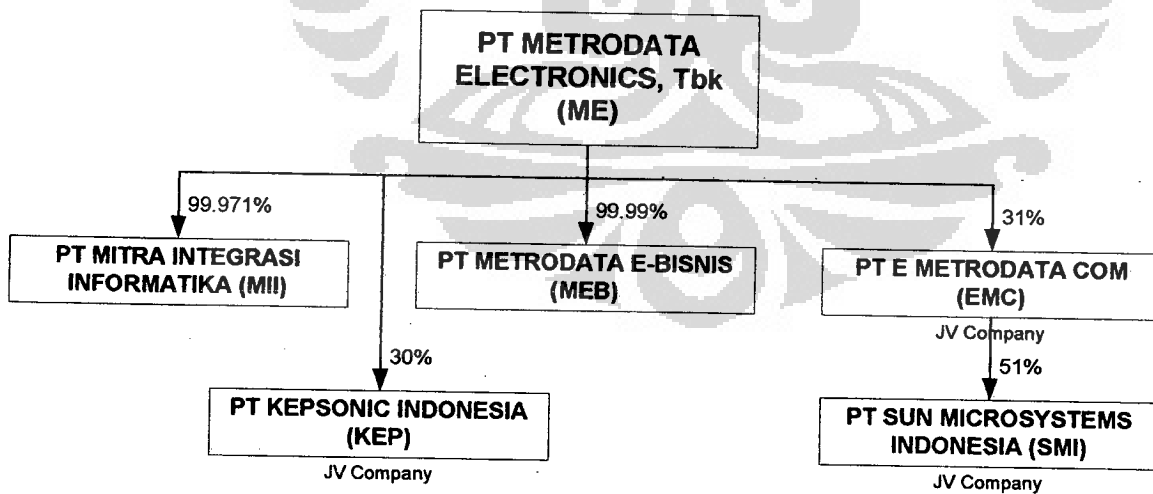 PT METRODATA
ELECTRONICS, Tbk
(ME)
99.971%
99.99%
31%
PT MITRA INTEGRASI
INFORMATIKA (MII)
PT METRODATA E-BISNIS
(MEB)
PT E METRODATA COM
(EMC)
JV Company
30%
51%
PT KEPSONIC INDONESIA
(KEP)
JV Company
PT SUN MICROSYSTEMS
INDONESIA (SMI)
JV Company